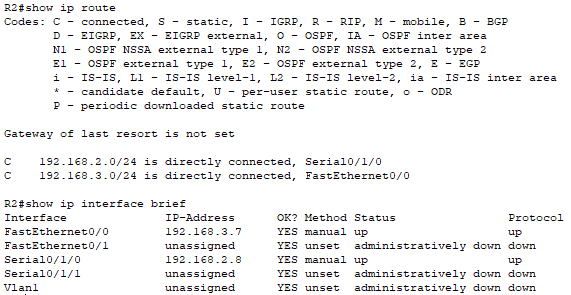 R2#show ip route
Codes: C - connected, S - static, I - IGRP, R - RIP, M - mobile, B - BGP
       D - EIGRP, EX - EIGRP external, O - OSPF, IA - OSPF inter area
       N1 - OSPF NSSA external type 1, N2 - OSPF NSSA external type 2
       E1 - OSPF external type 1, E2 - OSPF external type 2, E - EGP
       i - IS-IS, L1 - IS-IS level-1, L2 - IS-IS level-2, ia - IS-IS inter area
       * - candidate default, U - per-user static route, o - ODR
       P - periodic downloaded static route
Gateway of last resort is not set
C    192.168.2.0/24 is directly connected, Serial0/1/0
C    192.168.3.0/24 is directly connected, FastEthernet0/0
R2#show ip interface brief
Interface              IP-Address      OK? Method Status                Protocol
FastEthernet0/0        192.168.3.7     YES manual up                    up
FastEthernet0/1        unassigned      YES unset  administratively down down
Serial0/1/0            192.168.2.8     YES manual up                    up
Serial0/1/1            unassigned      YES unset  administratively down down
Vlan1                  unassigned      YES unset  administratively down down